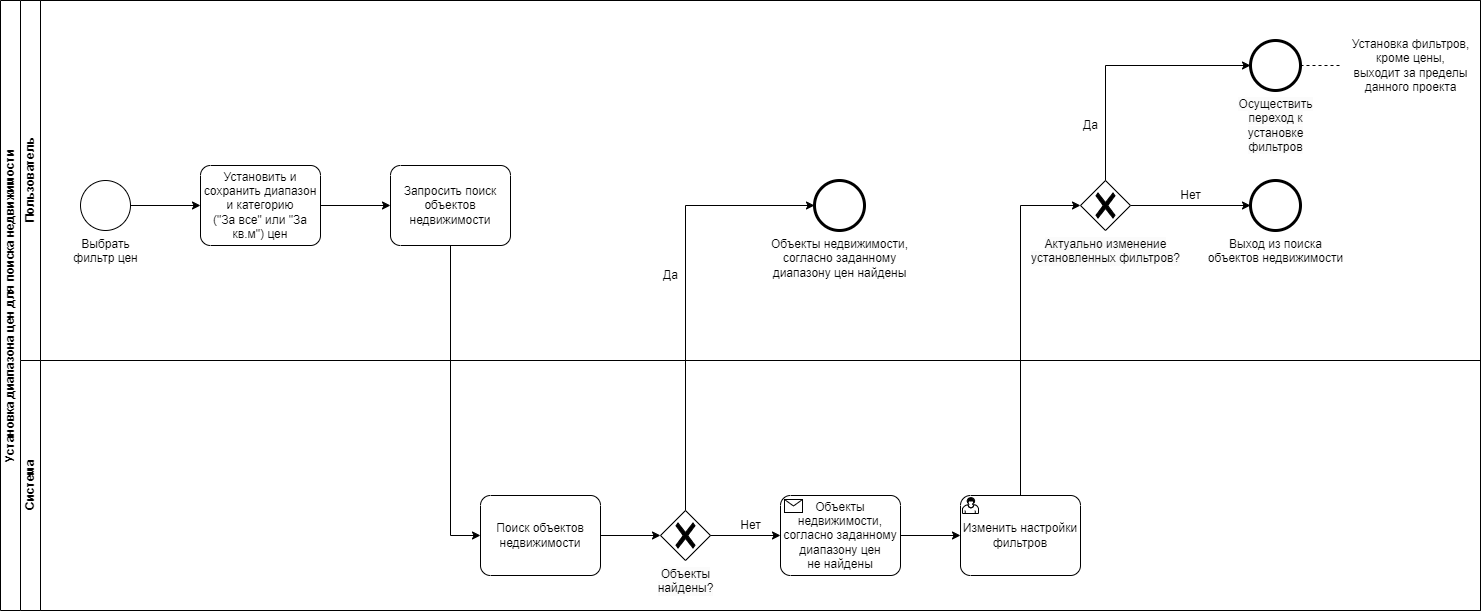 Установка диапазона цен для поиска недвижимости
Пользователь
Система
Выбрать
фильтр цен
Установить и
сохранить диапазон
и категорию
("За все" или "За
кв.м") цен
Запросить поиск
объектов
недвижимости
Да
Объекты недвижимости,
согласно заданному
диапазону цен найдены
Да
Актуально изменение
установленных фильтров?
Нет
Осуществить
переход к
установке
фильтров
Установка фильтров,
кроме цены,
выходит за пределы
данного проекта
Выход из поиска
объектов недвижимости
Поиск объектов
недвижимости
Объекты
найдены?
Нет
Объекты
недвижимости,
согласно заданному
диапазону цен
не найдены
Изменить настройки
фильтров